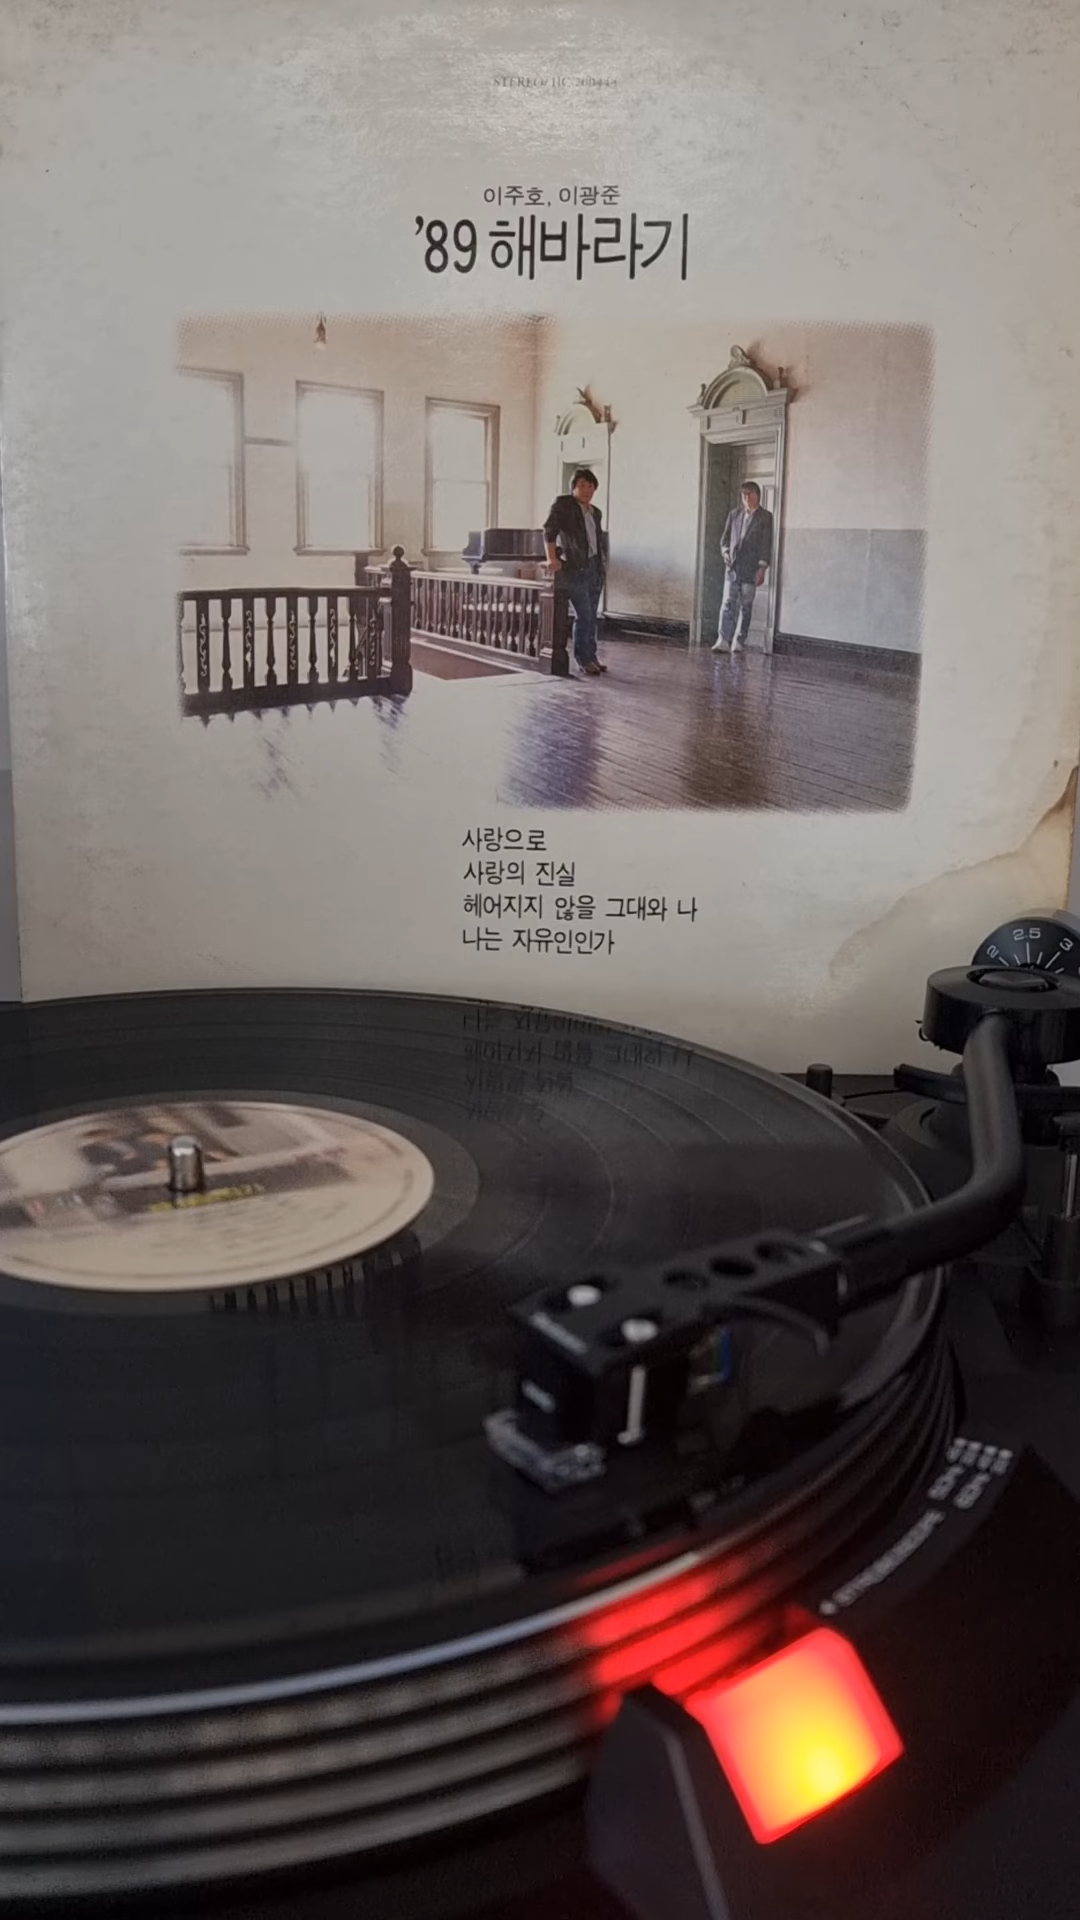 이주호, 이광준
'89 해바라기
사랑으로
사랑의 진실
헤어지지 않을 그대와 나
나는 자유인인가
2 2.5 3